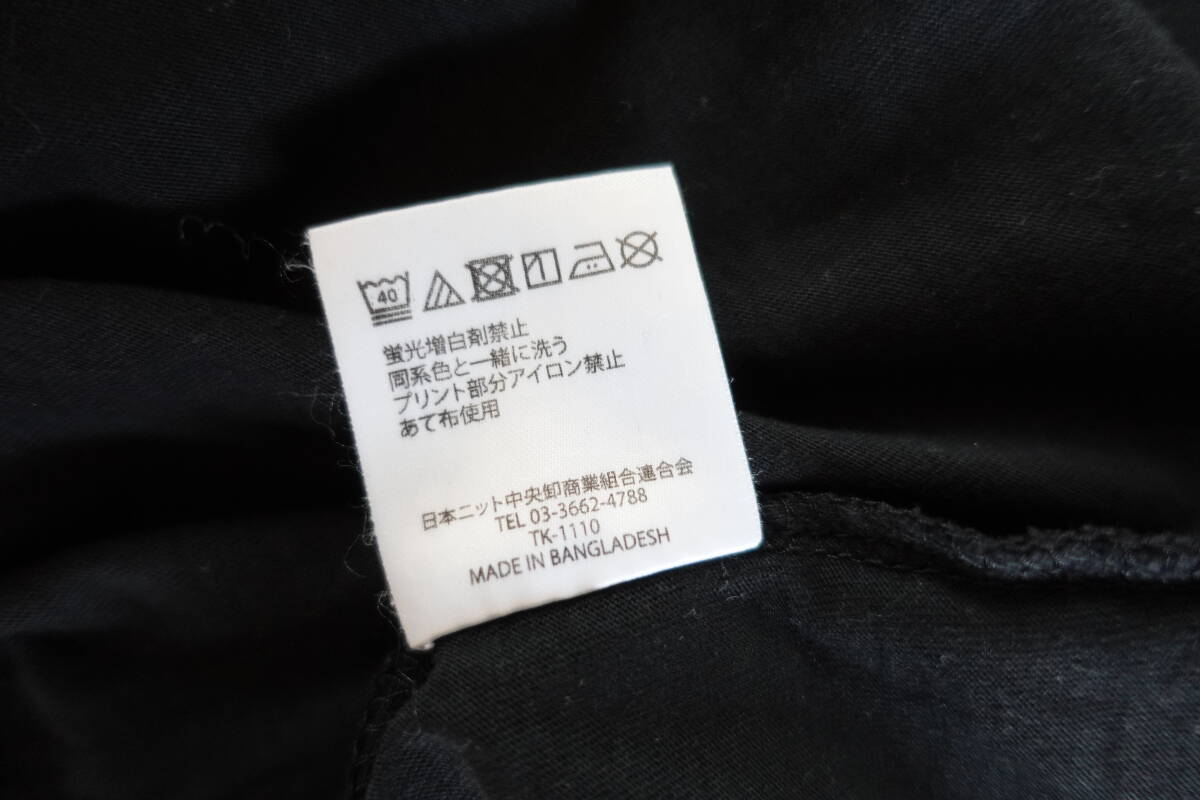 40
蛍光増白剤禁止
同系色と一緒に洗う
プリント部分アイロン禁止
あて布使用
日本ニット中央卸商業組合連合会
TEL 03-3662-4788
TK-1110
MADE IN BANGLADESH